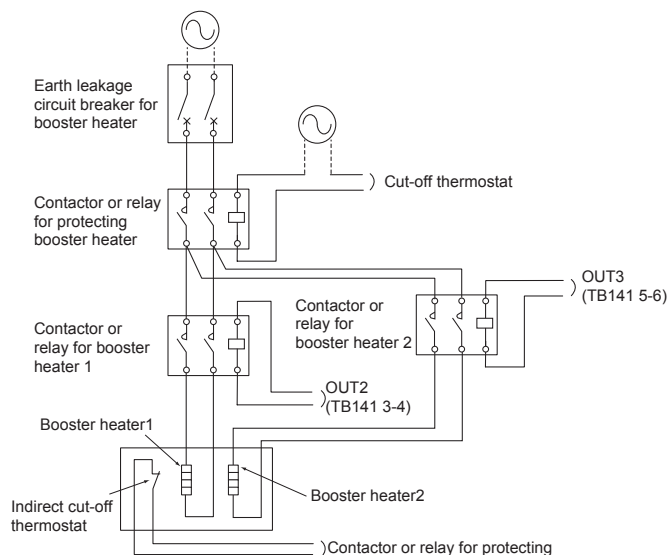 Earth leakage
circuit breaker for
booster heater
Cut-off thermostat
Contactor or relay
for protecting
booster heater
OUT3
(TB141 5-6)
Contactor or
relay for
booster heater 2
Contactor or
relay for booster
heater 1
OUT2
(TB141 3-4)
Booster heater1
Booster heater2
Indirect cut-off
thermostat
Contactor or relay for protecting